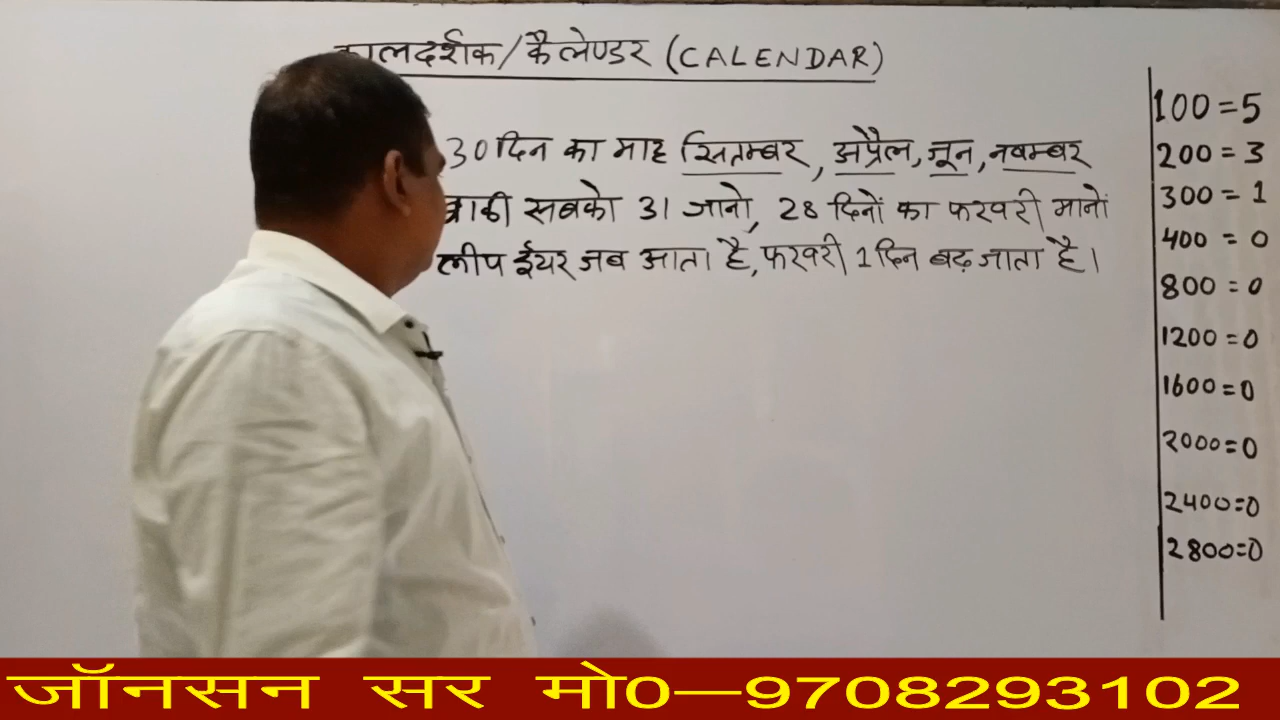 कालदर्शक/कैलेण्डर (CALENDAR)
30 दिन का माह सितम्बर, अप्रैल, जून, नबम्बर
बाकी सबको 31 जानो, 28 दिनों का फरवरी मानों
लीप ईयर जब आता है, फरवरी 1 दिन बढ़ जाता है।
100 = 5
200 = 3
300 = 1
400 = 0
800 = 0
1200 = 0
1600 = 0
2000 = 0
2400 = 0
2800 = 0
जॉनसन सर मो0—9708293102